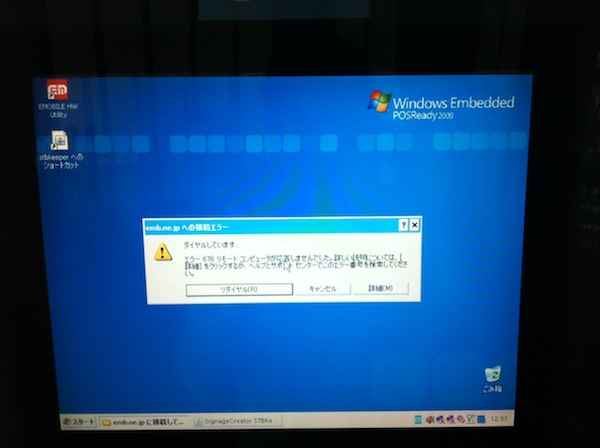 EMOBILE HW
Utility
stbkeeper への
ショートカット
Windows Embedded
POSReady 2009
emb.ne.jp への接続エラー
ダイヤルしています...
エラー 678 リモート コンピュータが応答しませんでした。詳しい説明については、[
詳細] をクリックするか、ヘルプとサポート センターでこのエラー番号を検索してくださ
い。
リダイヤル(R)
キャンセル
詳細(M)
ごみ箱
スタート
emb.ne.jp に接続して...
SignageCreator STBKe...
12:31